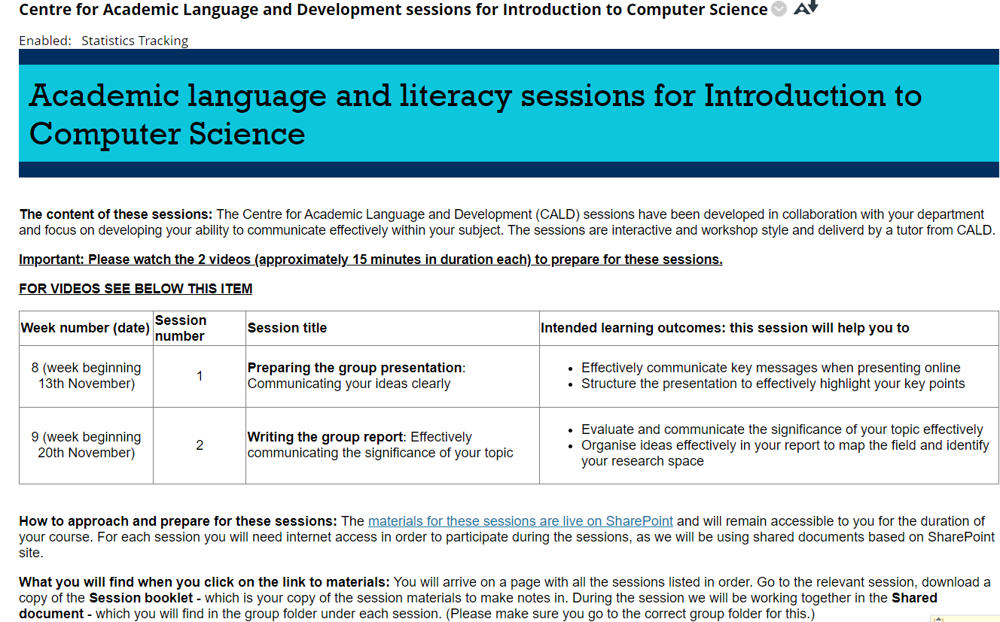 Centre for Academic Language and Development sessions for Introduction to Computer Science
Enabled: Statistics Tracking
Academic language and literacy sessions for Introduction to
Computer Science
The content of these sessions: The Centre for Academic Language and Development (CALD) sessions have been developed in collaboration with your department
and focus on developing your ability to communicate effectively within your subject. The sessions are interactive and workshop style and deliverd by a tutor from CALD.
Important: Please watch the 2 videos (approximately 15 minutes in duration each) to prepare for these sessions.
FOR VIDEOS SEE BELOW THIS ITEM
Week number (date)
Session
number
Session title
Intended learning outcomes: this session will help you to
8 (week beginning
13th November)
1
Preparing the group presentation:
Communicating your ideas clearly
• Effectively communicate key messages when presenting online
• Structure the presentation to effectively highlight your key points
9 (week beginning
20th November)
2
Writing the group report: Effectively
communicating the significance of your topic
• Evaluate and communicate the significance of your topic effectively
• Organise ideas effectively in your report to map the field and identify
your research space
How to approach and prepare for these sessions: The materials for these sessions are live on SharePoint and will remain accessible to you for the duration of
your course. For each session you will need internet access in order to participate during the sessions, as we will be using shared documents based on SharePoint
site.
What you will find when you click on the link to materials: You will arrive on a page with all the sessions listed in order. Go to the relevant session, download a
copy of the Session booklet - which is your copy of the session materials to make notes in. During the session we will be working together in the Shared
document - which you will find in the group folder under each session. (Please make sure you go to the correct group folder for this.)